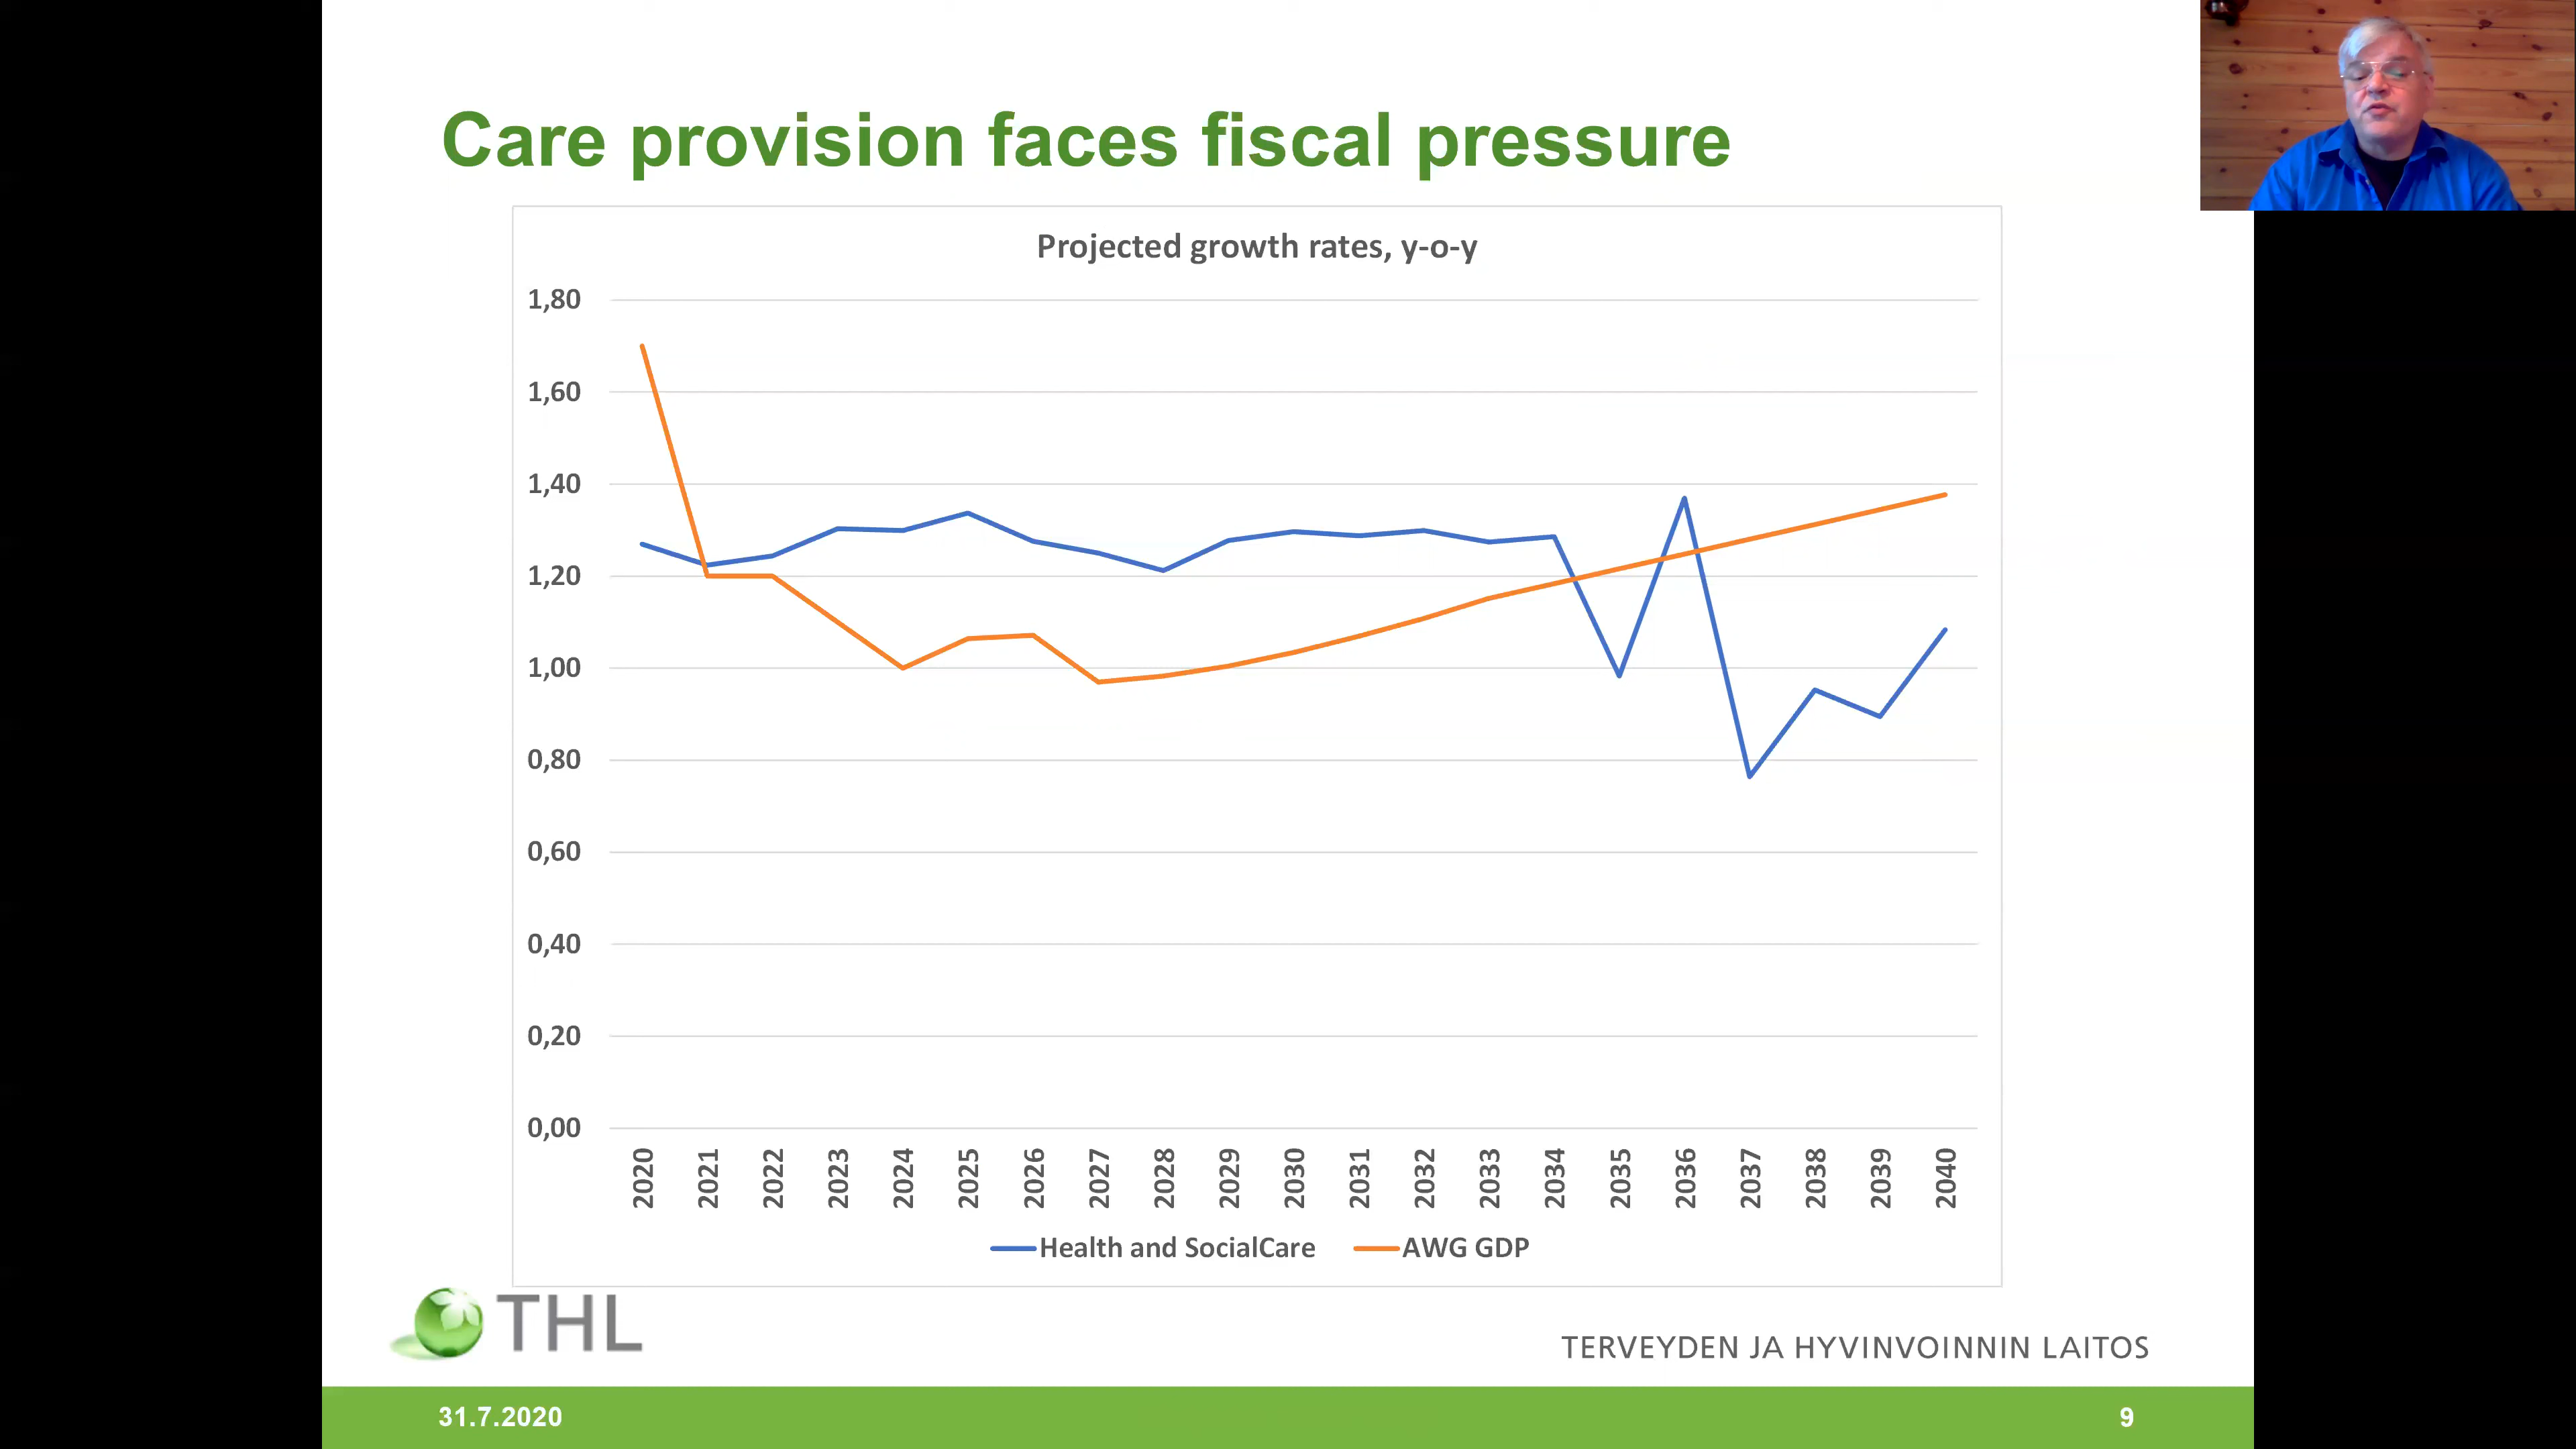 Care provision faces fiscal pressure
Projected growth rates, y-o-y
1,80
1,60
1,40
1,20
1,00
0,80
0,60
0,40
0,20
0,00
2020 2021 2022 2023 2024 2025 2026 2027 2028 2029 2030 2031 2032 2033 2034 2035 2036 2037 2038 2039 2040
Health and SocialCare AWG GDP
THL
TERVEYDEN JA HYVINVOINNIN LAITOS
31.7.2020 9